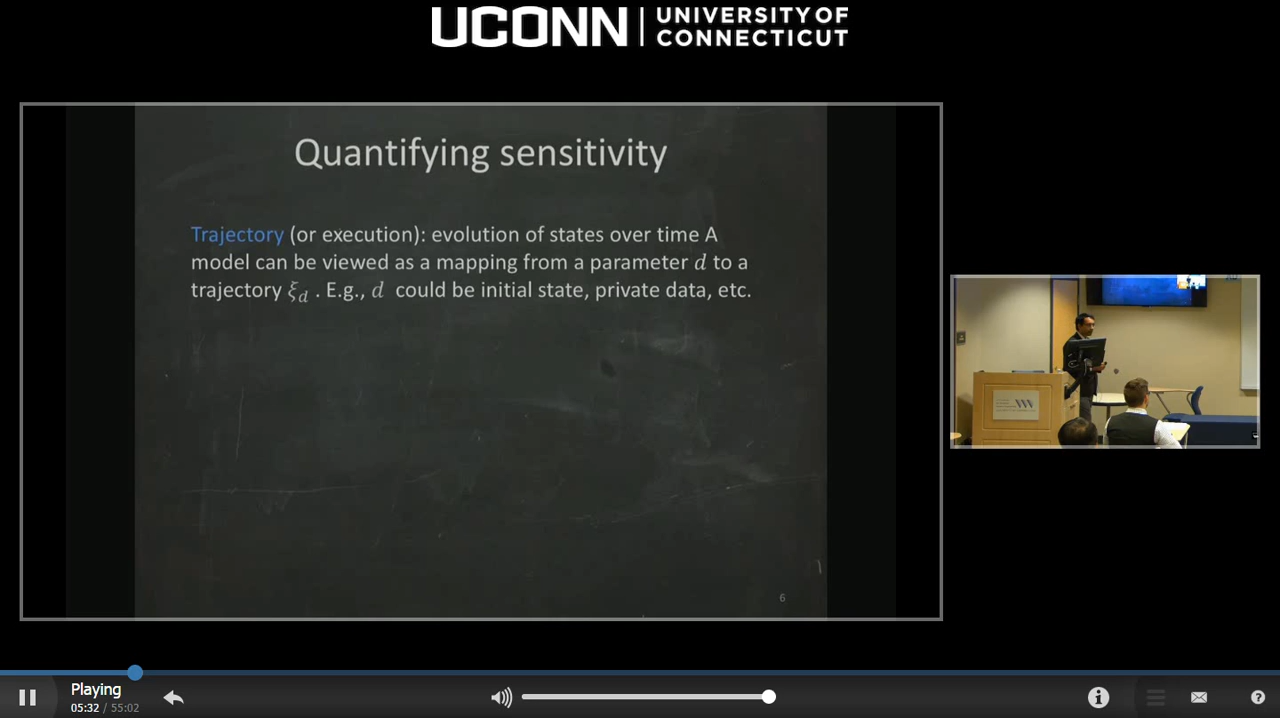 UCONN
UNIVERSITY OF
CONNECTICUT
Quantifying sensitivity
Trajectory (or execution): evolution of states over time A
model can be viewed as a mapping from a parameter d to a
trajectory ξd . E.g., d could be initial state, private data, etc.
6
Playing
05:32 / 55:02